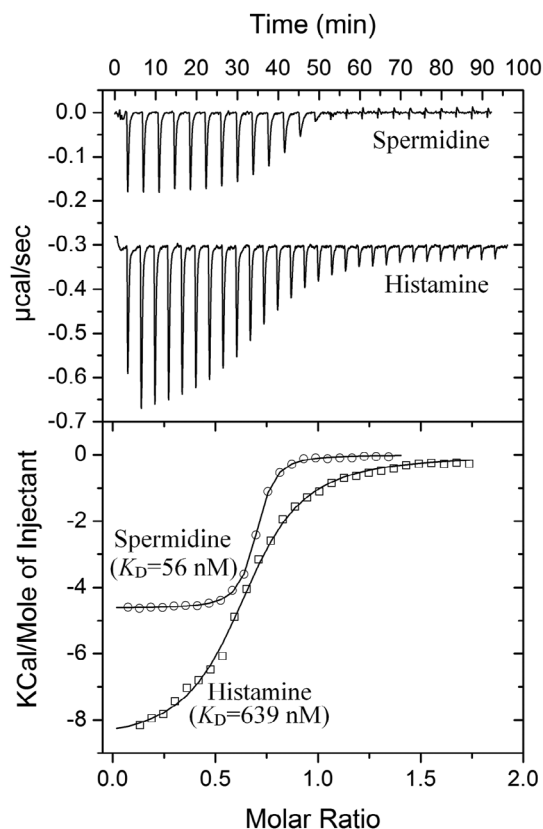 Time (min)
0 10 20 30 40 50 60 70 80 90 100
0.0
-0.1
-0.2
-0.3
-0.4
-0.5
-0.6
-0.7
µcal/sec
Spermidine
Histamine
0
-2
-4
-6
-8
KCal/Mole of Injectant
Spermidine
(KD=56 nM)
Histamine
(KD=639 nM)
0.0 0.5 1.0 1.5 2.0
Molar Ratio